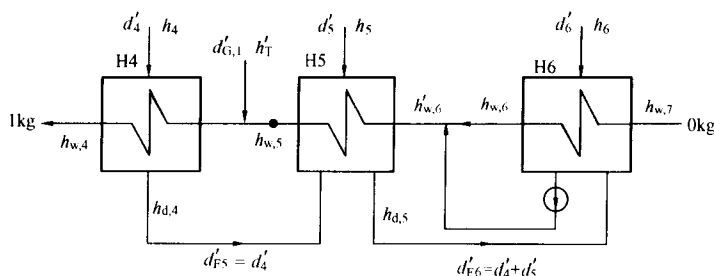 d′4 h4
d′G,1 h′T
d′5 h5
d′6 h6
H4
H5
H6
1kg
hw,4
hw,5
h′w,6
hw,6
hw,7
0kg
hd,4
hd,5
d′F5 = d′4
d′F6=d′4+d′5